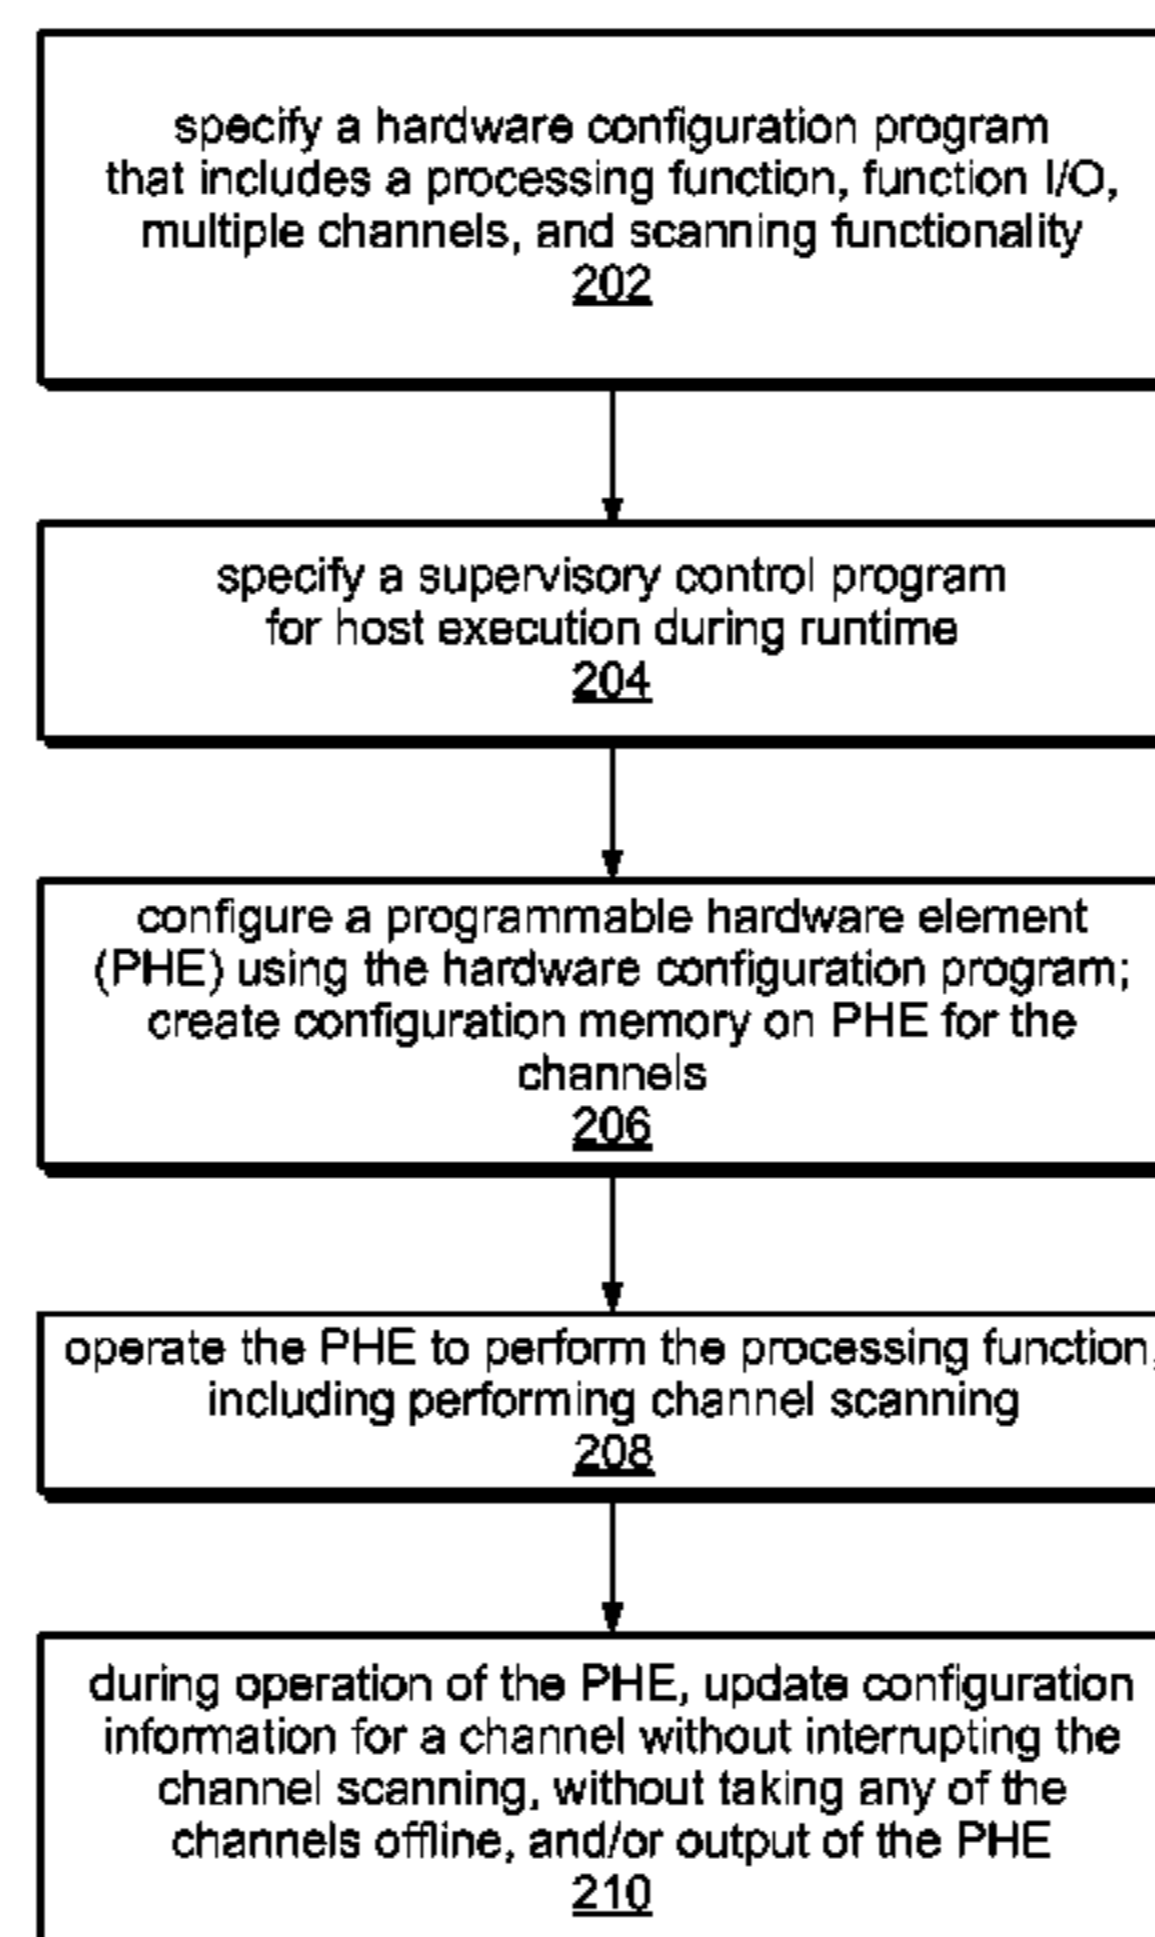 specify a hardware configuration program
that includes a processing function, function I/O,
multiple channels, and scanning functionality
202
specify a supervisory control program
for host execution during runtime
204
configure a programmable hardware element
(PHE) using the hardware configuration program;
create configuration memory on PHE for the
channels
206
operate the PHE to perform the processing function,
including performing channel scanning
208
during operation of the PHE, update configuration
information for a channel without interrupting the
channel scanning, without taking any of the
channels offline, and/or output of the PHE
210